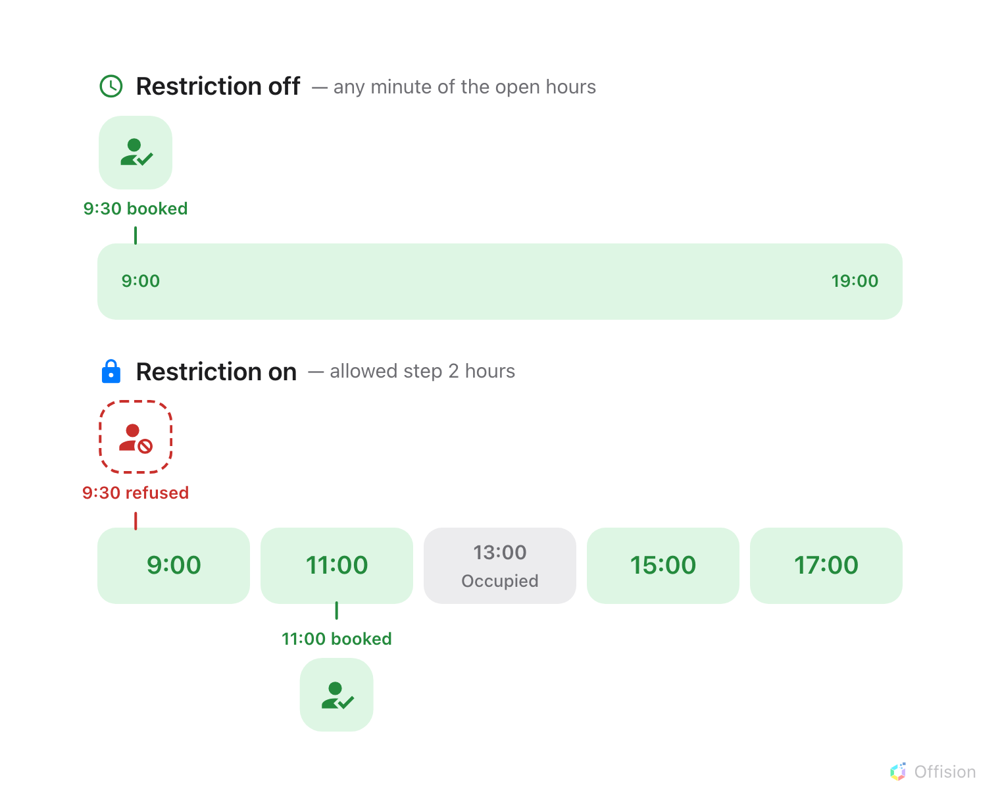 Restriction off — any minute of the open hours
9:30 booked
9:00
19:00
Restriction on — allowed step 2 hours
9:30 refused
9:00
11:00
13:00
Occupied
15:00
17:00
11:00 booked
Offision